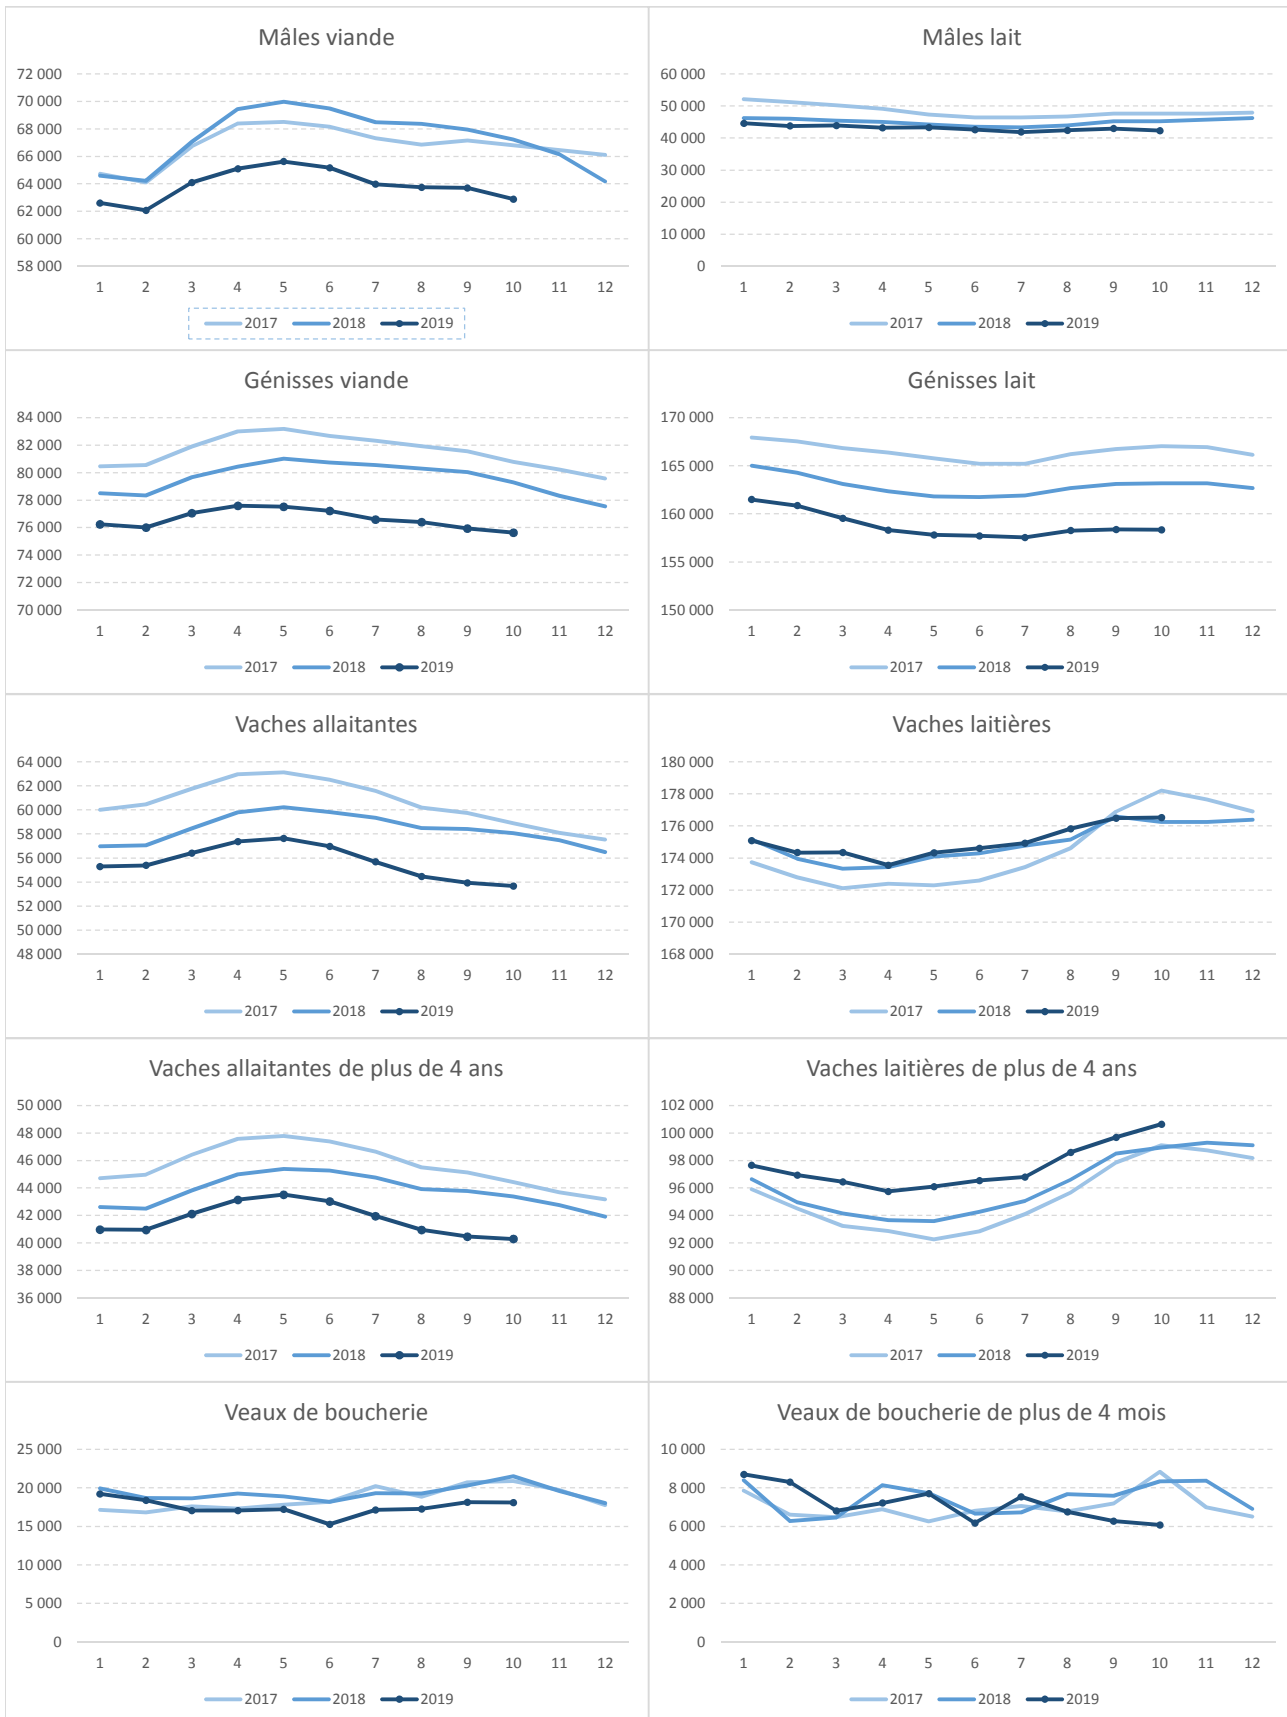 Mâles viande
72 000
70 000
68 000
66 000
64 000
62 000
60 000
58 000
1 2 3 4 5 6 7 8 9 10 11 12
2017 2018 2019
Mâles lait
60 000
50 000
40 000
30 000
20 000
10 000
0
1 2 3 4 5 6 7 8 9 10 11 12
2017 2018 2019
Génisses viande
84 000
82 000
80 000
78 000
76 000
74 000
72 000
70 000
1 2 3 4 5 6 7 8 9 10 11 12
2017 2018 2019
Génisses lait
170 000
165 000
160 000
155 000
150 000
1 2 3 4 5 6 7 8 9 10 11 12
2017 2018 2019
Vaches allaitantes
64 000
62 000
60 000
58 000
56 000
54 000
52 000
50 000
48 000
1 2 3 4 5 6 7 8 9 10 11 12
2017 2018 2019
Vaches laitières
180 000
178 000
176 000
174 000
172 000
170 000
168 000
1 2 3 4 5 6 7 8 9 10 11 12
2017 2018 2019
Vaches allaitantes de plus de 4 ans
50 000
48 000
46 000
44 000
42 000
40 000
38 000
36 000
1 2 3 4 5 6 7 8 9 10 11 12
2017 2018 2019
Vaches laitières de plus de 4 ans
102 000
100 000
98 000
96 000
94 000
92 000
90 000
88 000
1 2 3 4 5 6 7 8 9 10 11 12
2017 2018 2019
Veaux de boucherie
25 000
20 000
15 000
10 000
5 000
0
1 2 3 4 5 6 7 8 9 10 11 12
2017 2018 2019
Veaux de boucherie de plus de 4 mois
10 000
8 000
6 000
4 000
2 000
0
1 2 3 4 5 6 7 8 9 10 11 12
2017 2018 2019